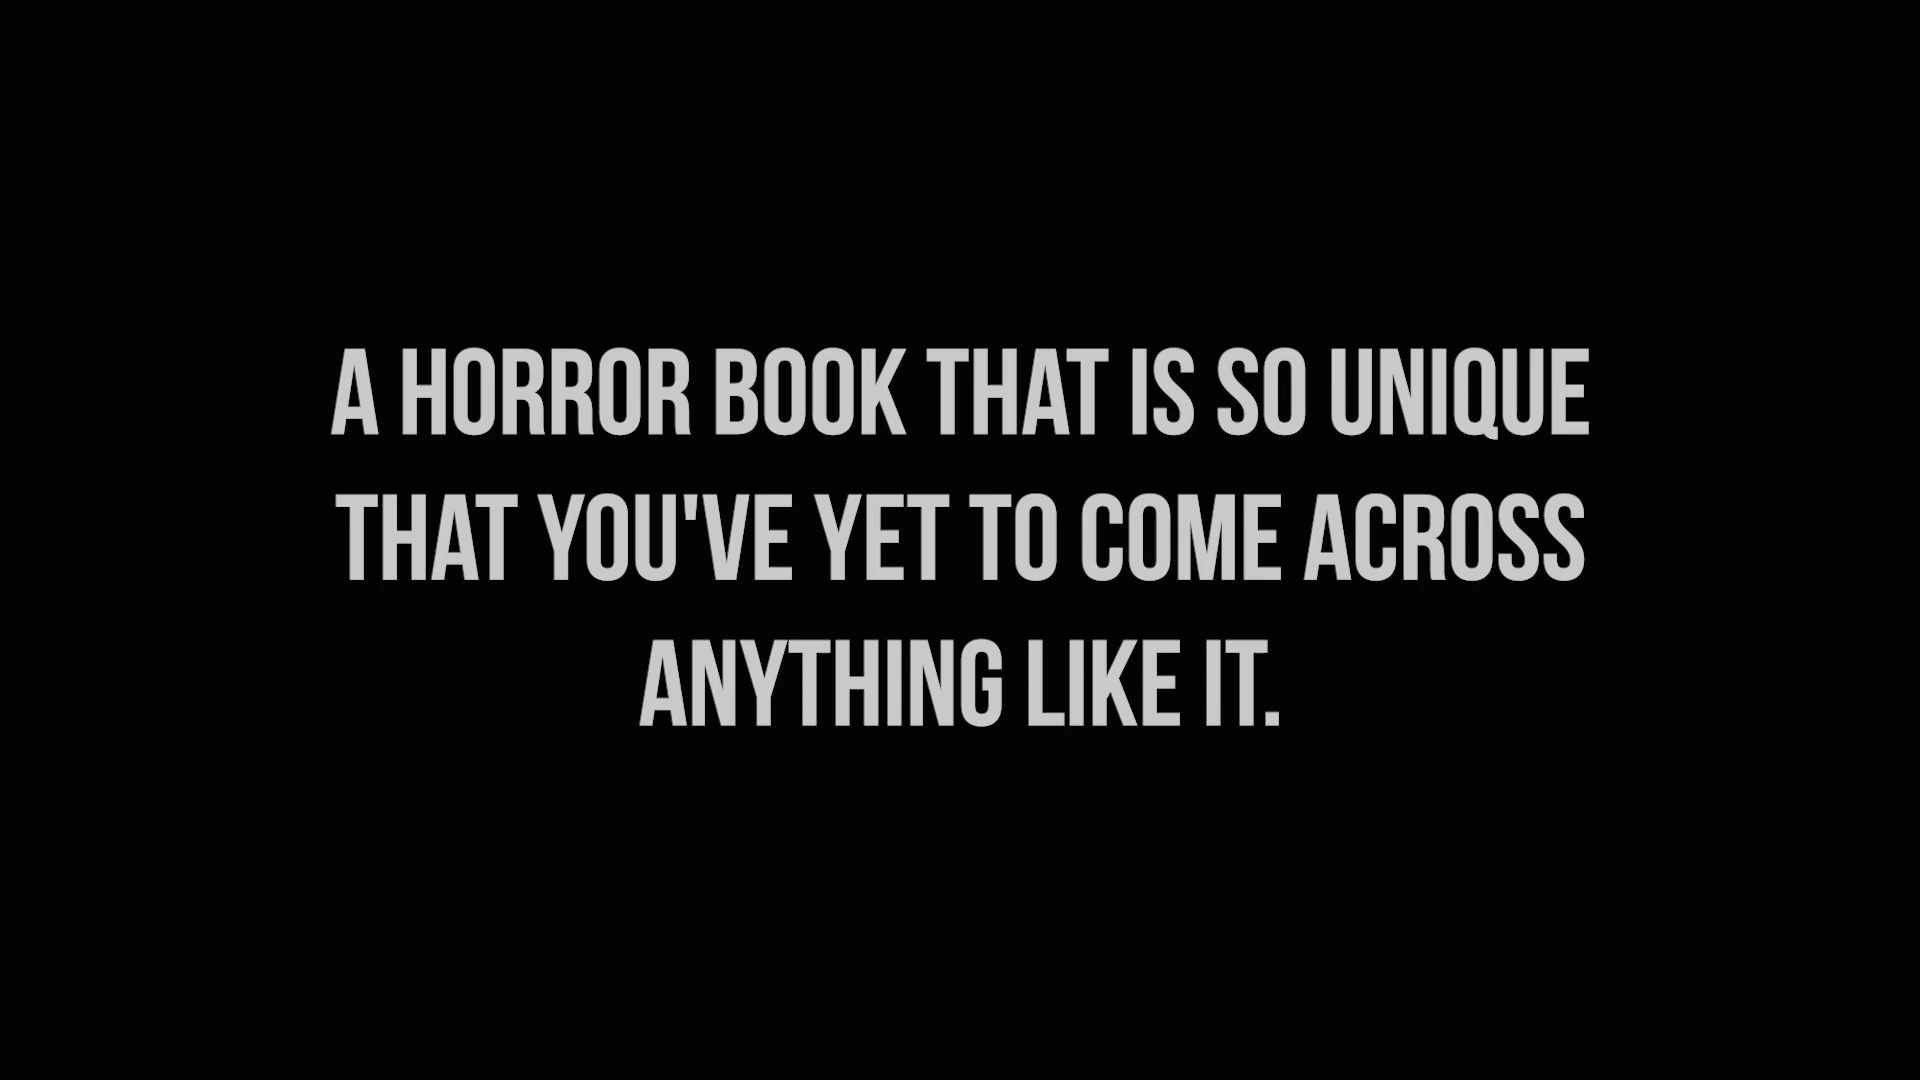 A HORROR BOOK THAT IS SO UNIQUE
THAT YOU'VE YET TO COME ACROSS
ANYTHING LIKE IT.